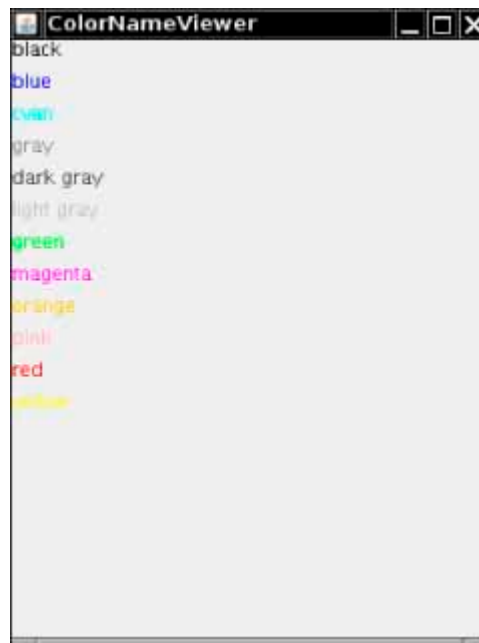 ColorNameViewer
black
blue
cyan
gray
dark gray
light gray
green
magenta
orange
pink
red
yellow